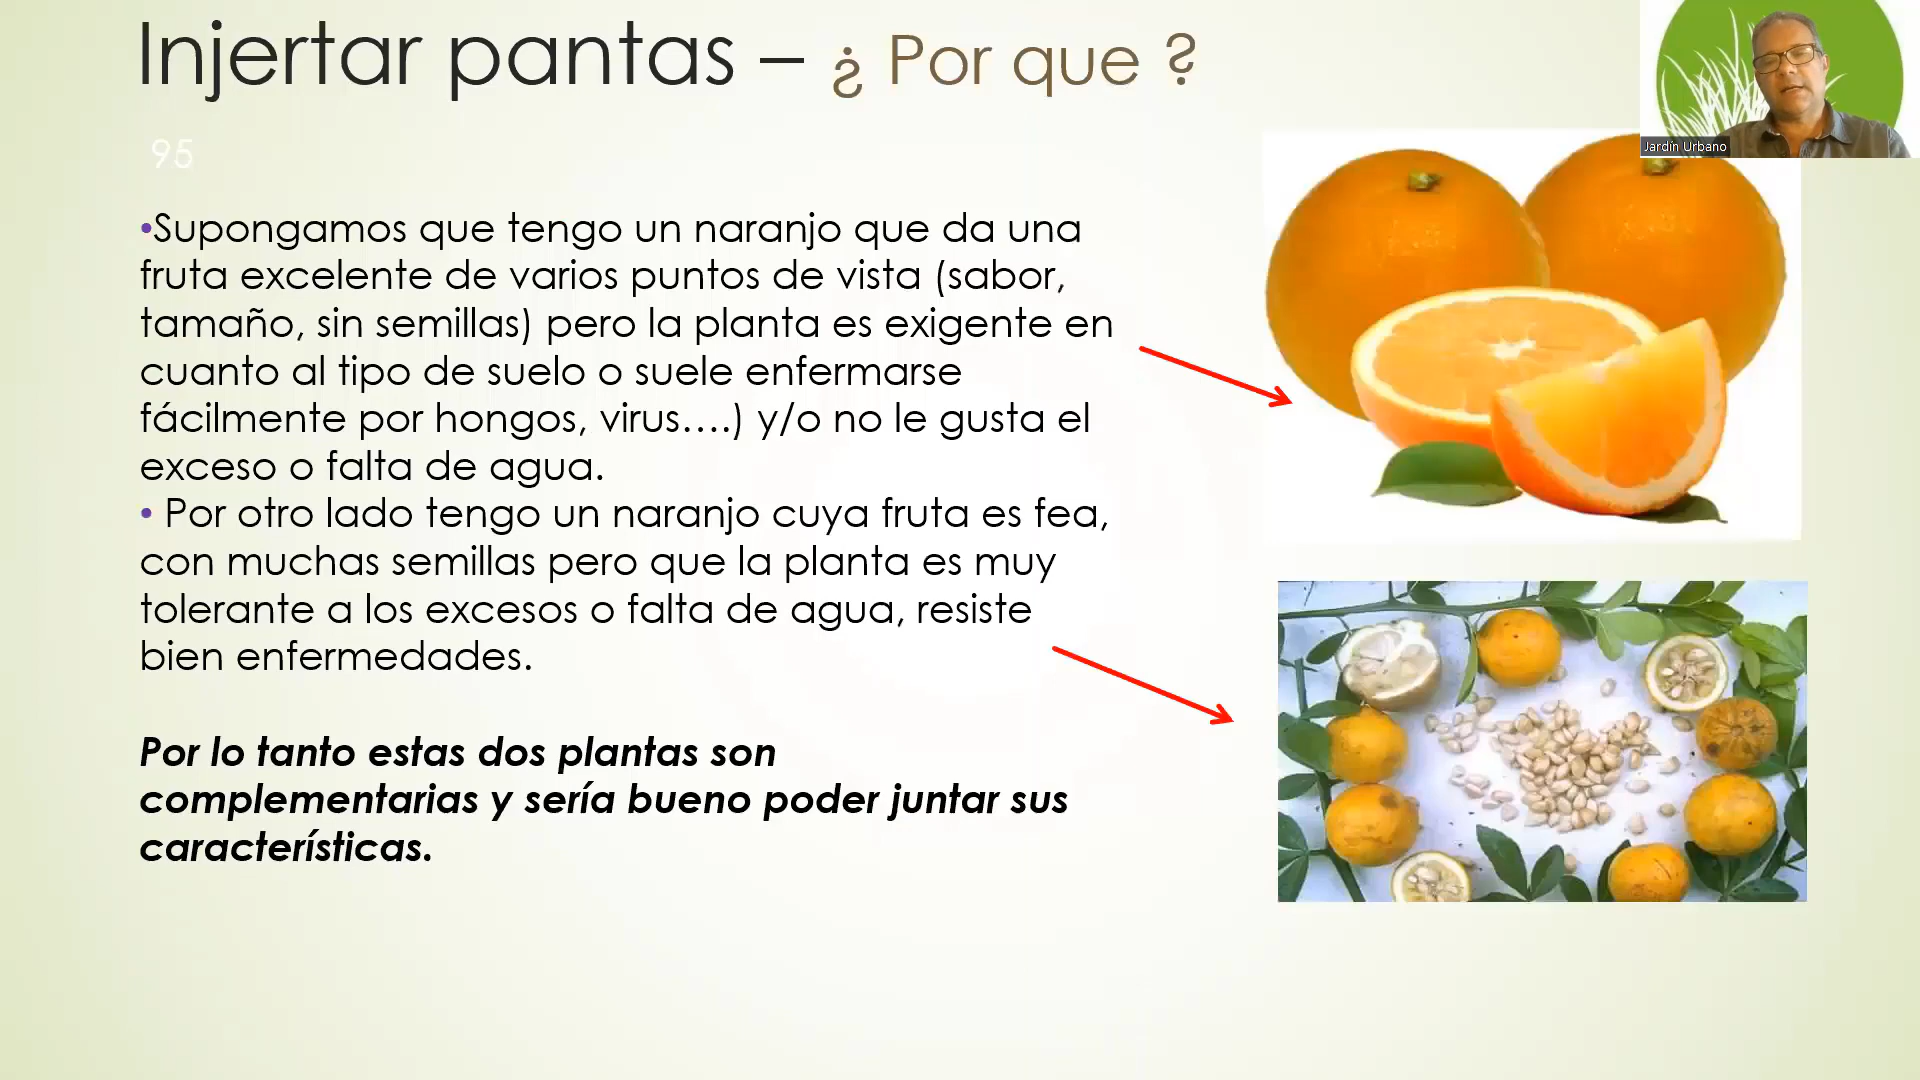 Injertar pantas – ¿ Por que ?
Jardín Urbano
95
•Supongamos que tengo un naranjo que da una
fruta excelente de varios puntos de vista (sabor,
tamaño, sin semillas) pero la planta es exigente en
cuanto al tipo de suelo o suele enfermarse
fácilmente por hongos, virus….) y/o no le gusta el
exceso o falta de agua.
• Por otro lado tengo un naranjo cuya fruta es fea,
con muchas semillas pero que la planta es muy
tolerante a los excesos o falta de agua, resiste
bien enfermedades.
Por lo tanto estas dos plantas son
complementarias y sería bueno poder juntar sus
características.